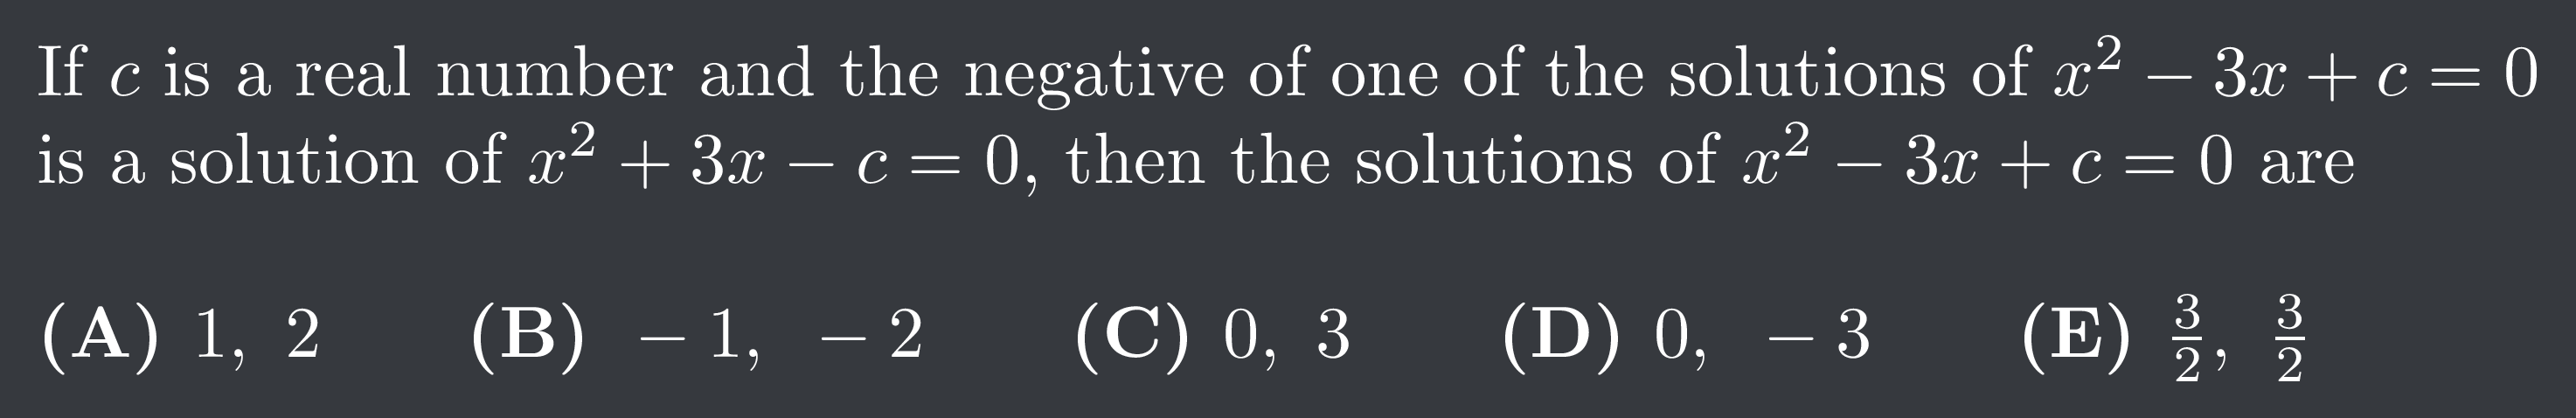 If c is a real number and the negative of one of the solutions of x² − 3x + c = 0
is a solution of x² + 3x − c = 0, then the solutions of x² − 3x + c = 0 are
(A) 1, 2 (B) − 1, − 2 (C) 0, 3 (D) 0, − 3 (E) 3/2, 3/2